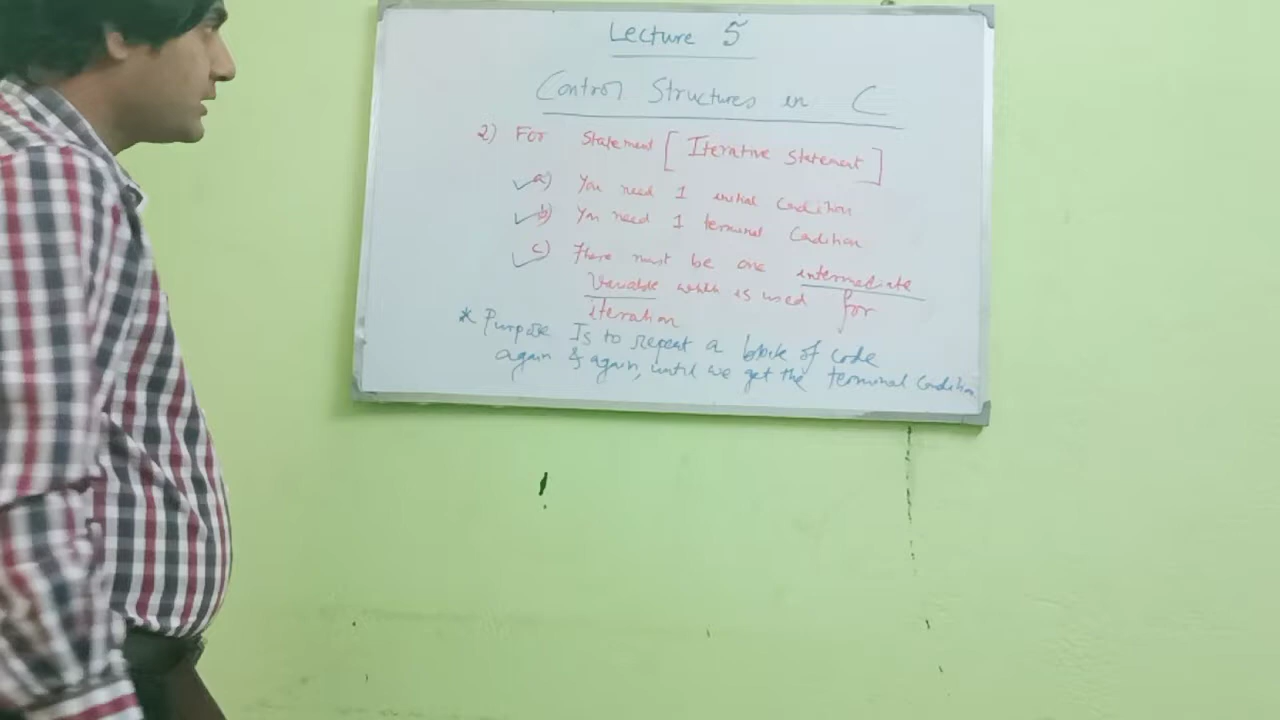 Lecture 5
Control Structures in C
2) For Statement [Iterative Statement]
a) You need 1 initial Condition
b) You need 1 terminal Condition
c) There must be one intermediate
Variable which is used for
iteration
* Purpose Is to repeat a block of code
again & again, until we get the terminal Condition